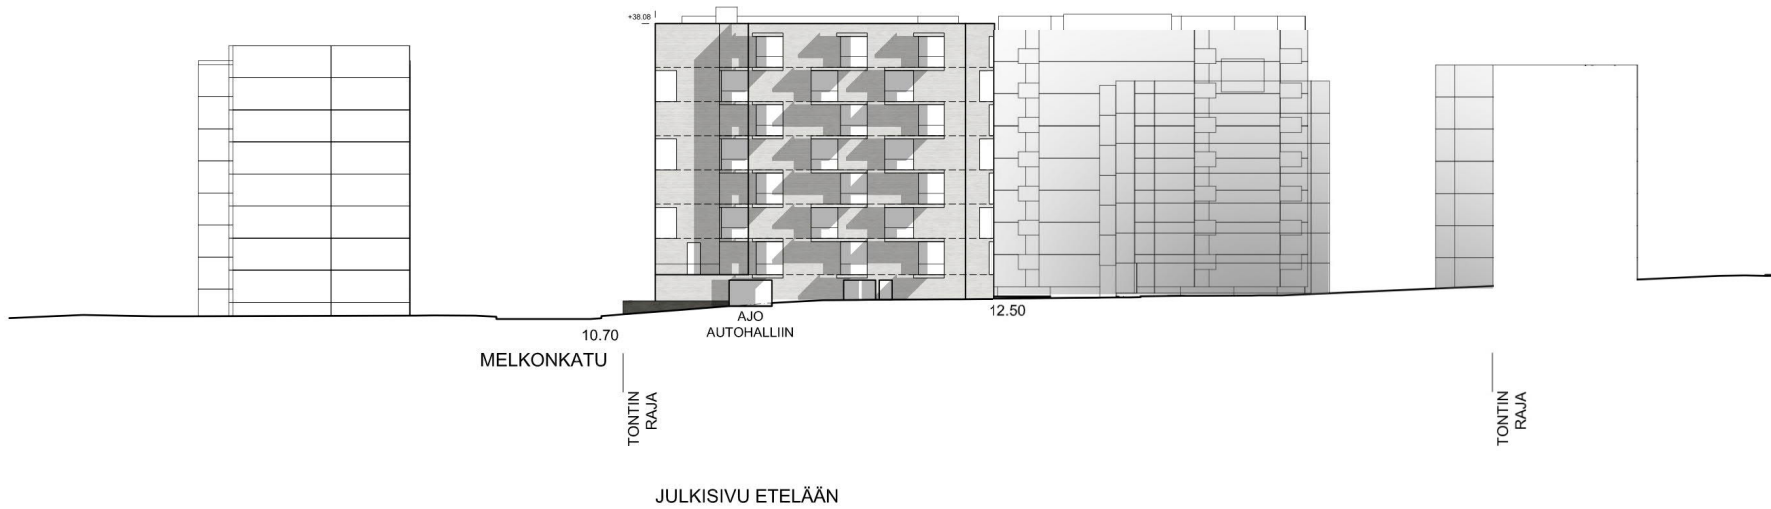 +38.08
12.50
10.70
AJO
AUTOHALLIIN
MELKONKATU
TONTIN
RAJA
TONTIN
RAJA
JULKISIVU ETELÄÄN